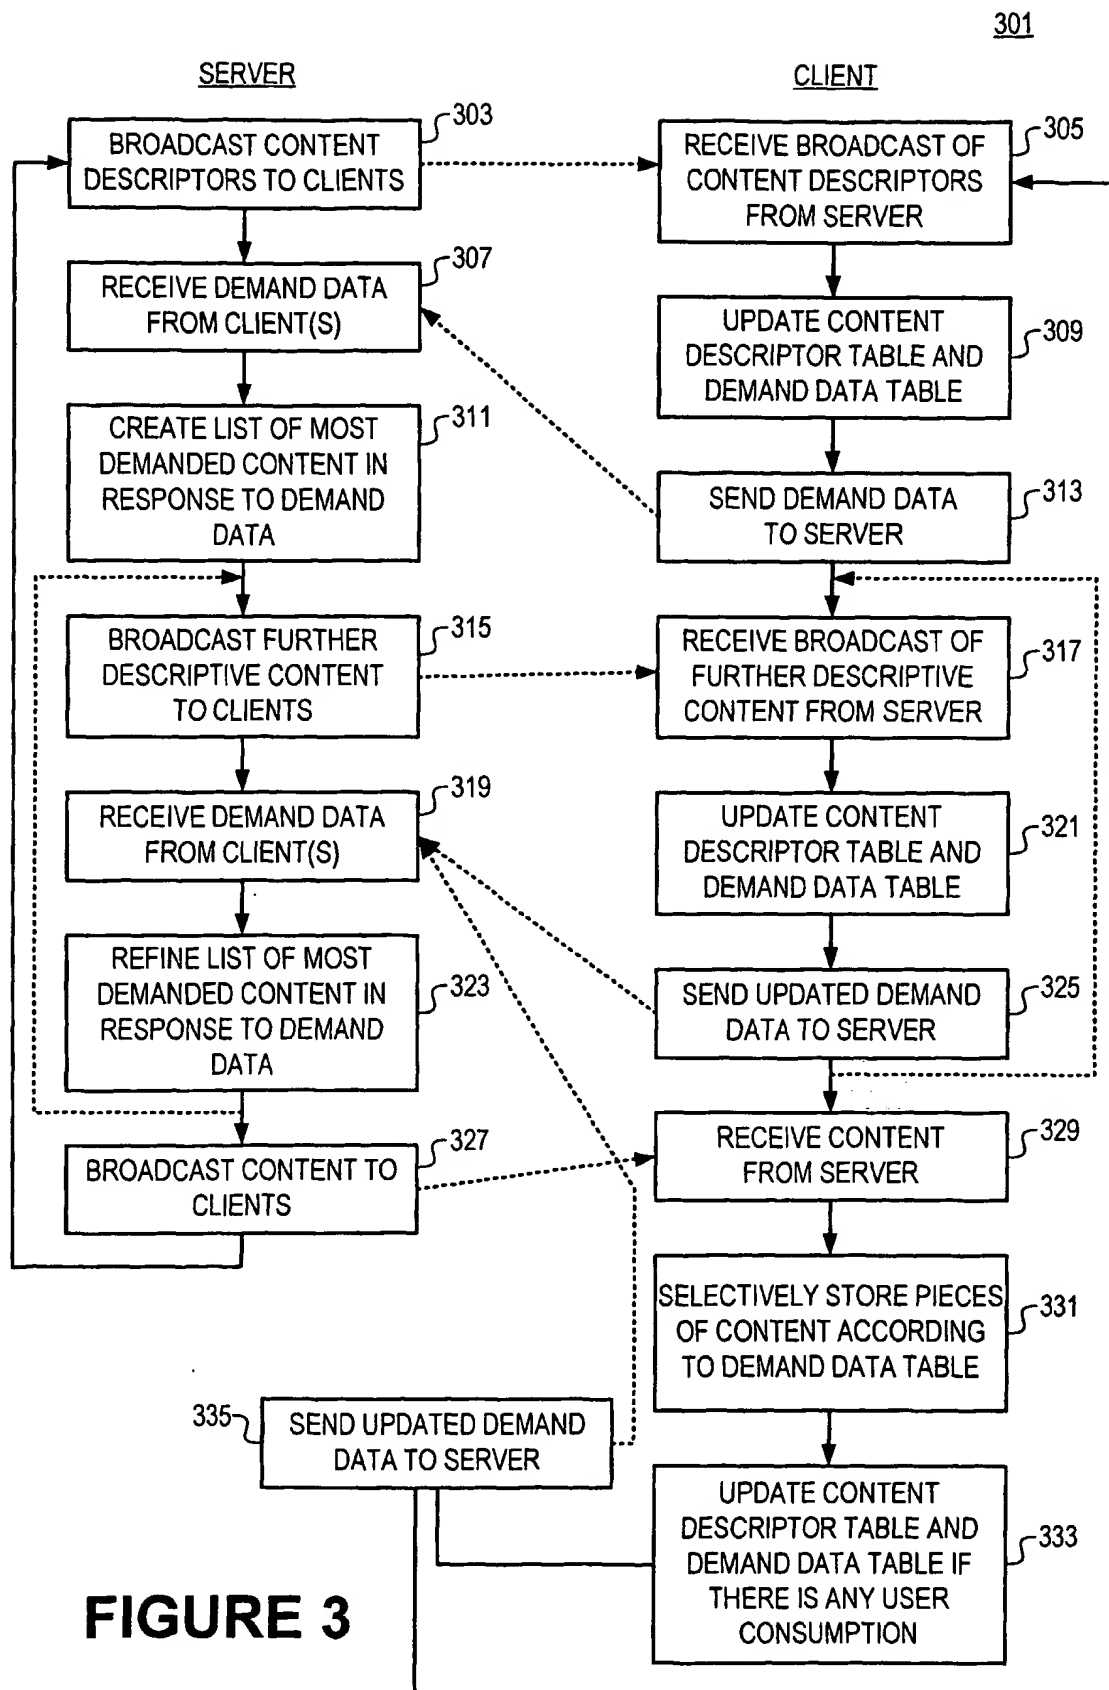 301
SERVER
CLIENT
BROADCAST CONTENT
DESCRIPTORS TO CLIENTS
303
RECEIVE BROADCAST OF
CONTENT DESCRIPTORS
FROM SERVER
305
RECEIVE DEMAND DATA
FROM CLIENT(S)
307
UPDATE CONTENT
DESCRIPTOR TABLE AND
DEMAND DATA TABLE
309
CREATE LIST OF MOST
DEMANDED CONTENT IN
RESPONSE TO DEMAND
DATA
311
SEND DEMAND DATA
TO SERVER
313
BROADCAST FURTHER
DESCRIPTIVE CONTENT
TO CLIENTS
315
RECEIVE BROADCAST OF
FURTHER DESCRIPTIVE
CONTENT FROM SERVER
317
RECEIVE DEMAND DATA
FROM CLIENT(S)
319
UPDATE CONTENT
DESCRIPTOR TABLE AND
DEMAND DATA TABLE
321
REFINE LIST OF MOST
DEMANDED CONTENT IN
RESPONSE TO DEMAND
DATA
323
SEND UPDATED DEMAND
DATA TO SERVER
325
BROADCAST CONTENT TO
CLIENTS
327
RECEIVE CONTENT
FROM SERVER
329
SELECTIVELY STORE PIECES
OF CONTENT ACCORDING
TO DEMAND DATA TABLE
331
335
SEND UPDATED DEMAND
DATA TO SERVER
UPDATE CONTENT
DESCRIPTOR TABLE AND
DEMAND DATA TABLE IF
THERE IS ANY USER
CONSUMPTION
333
FIGURE 3